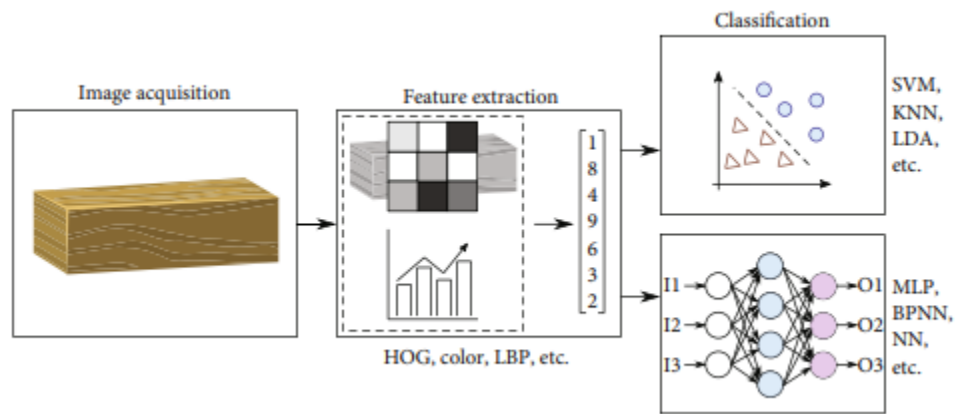 Image acquisition
Feature extraction
1
8
4
9
6
3
2
HOG, color, LBP, etc.
Classification
SVM,
KNN,
LDA,
etc.
I1
I2
I3
O1
O2
O3
MLP,
BPNN,
NN,
etc.